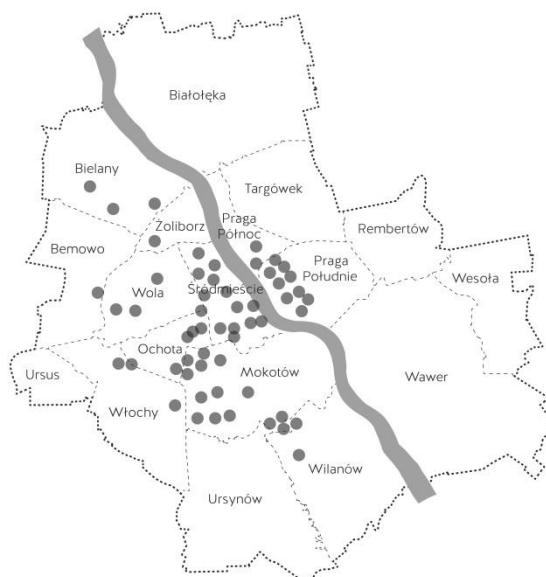 Białołęka
Bielany
Targówek
Żoliborz
Praga
Północ
Rembertów
Bemowo
Praga
Południe
Wesoła
Wola
Śródmieście
Ochota
Ursus
Mokotów
Wawer
Włochy
Wilanów
Ursynów